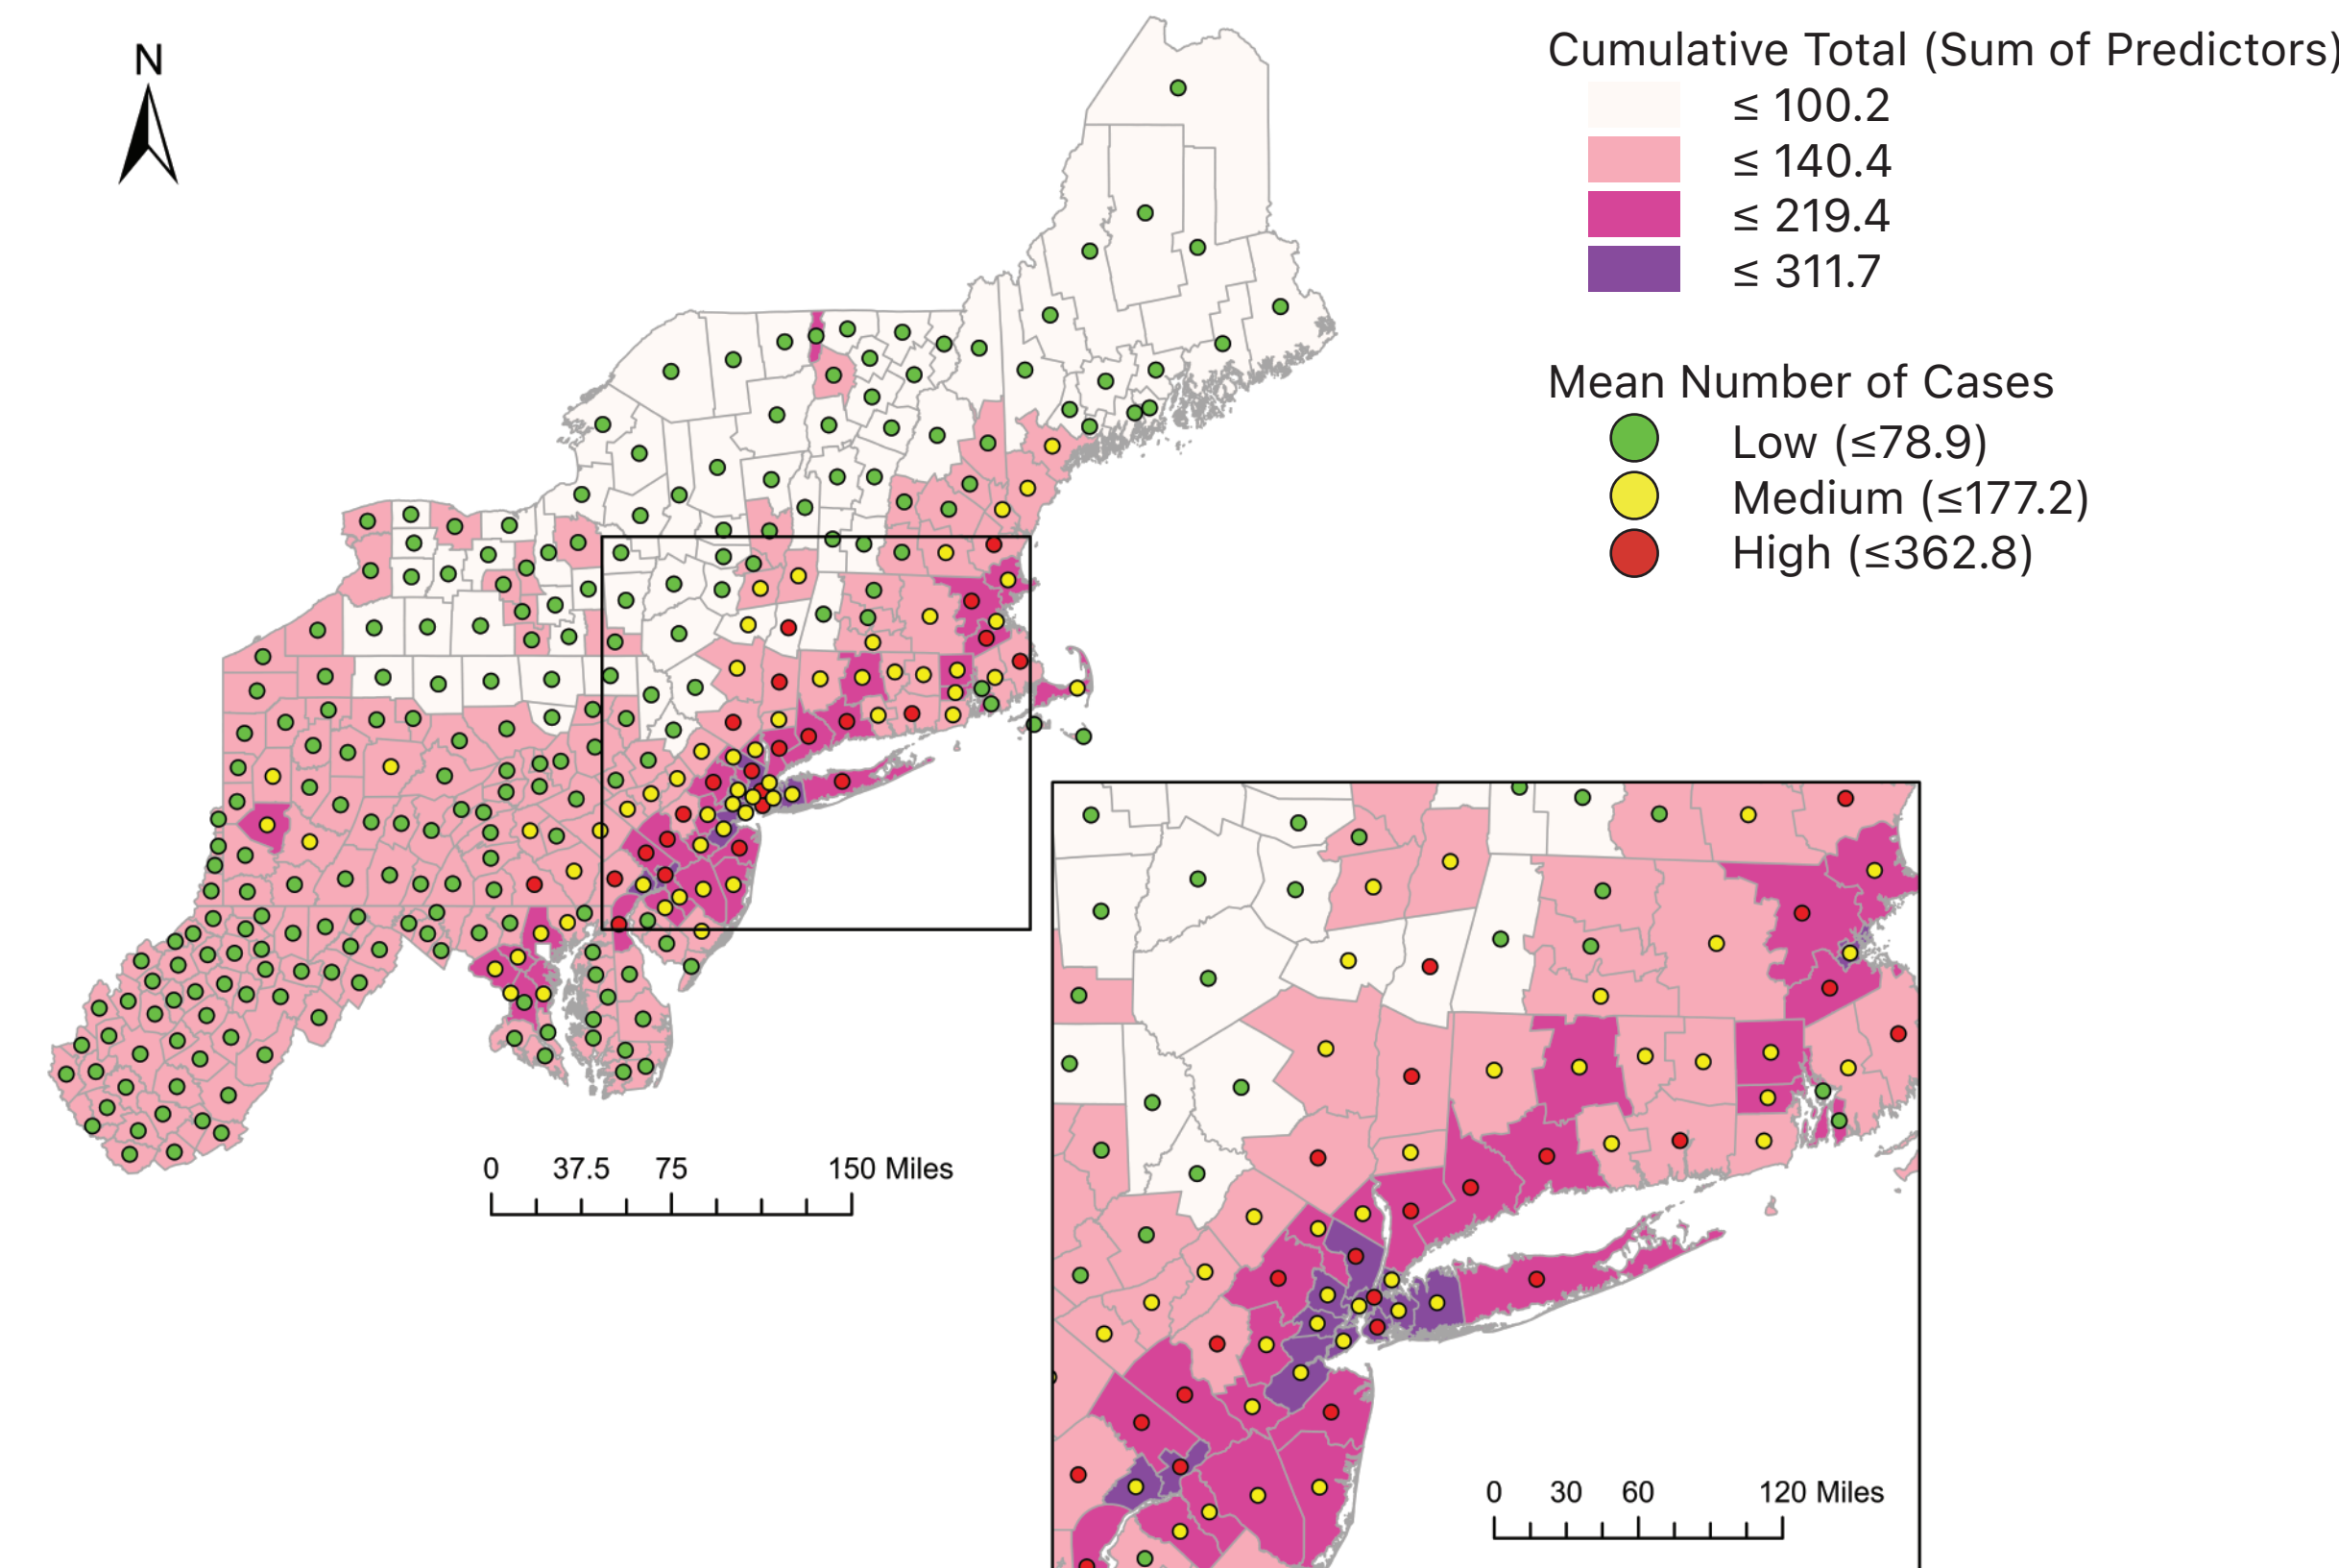 N
Cumulative Total (Sum of Predictors)
≤ 100.2
≤ 140.4
≤ 219.4
≤ 311.7
Mean Number of Cases
Low (≤78.9)
Medium (≤177.2)
High (≤362.8)
0 37.5 75 150 Miles
0 30 60 120 Miles